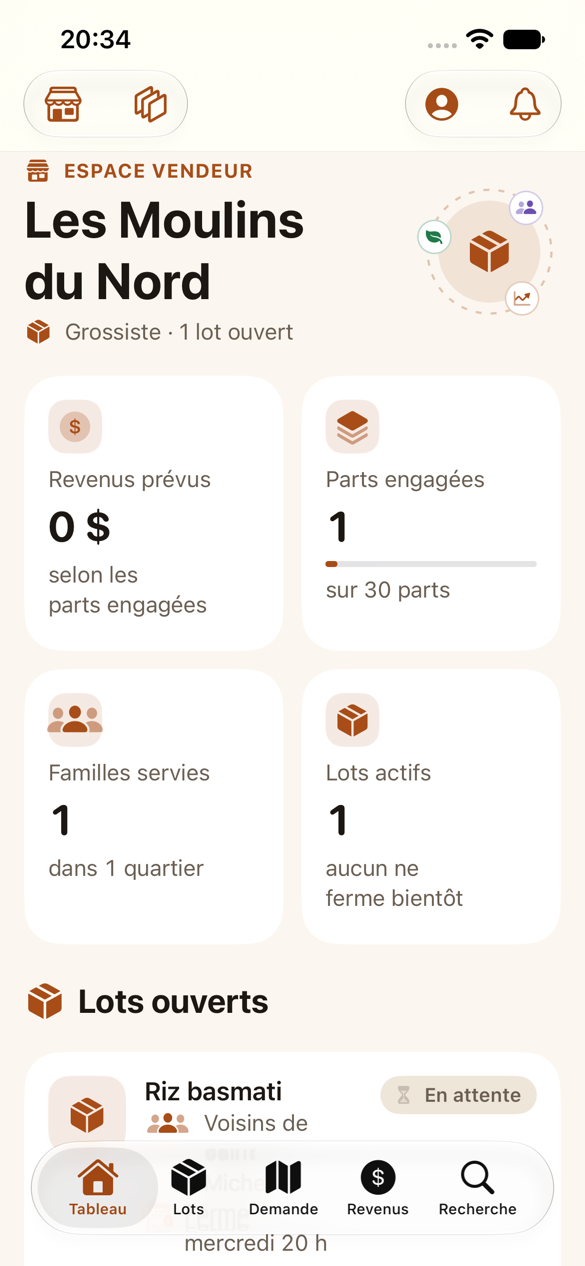 20:34
ESPACE VENDEUR
Les Moulins
du Nord
Grossiste · 1 lot ouvert
$
Revenus prévus
0 $
selon les
parts engagées
Parts engagées
1
sur 30 parts
Familles servies
1
dans 1 quartier
Lots actifs
1
aucun ne
ferme bientôt
Lots ouverts
Riz basmati
En attente
Voisins de
$
Tableau
Lots
Demande
Revenus
Recherche
mercredi 20 h